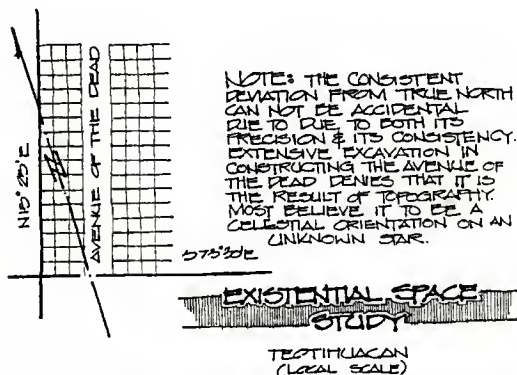 AVENUE OF THE DEAD
N15° 25'E
NOTE: THE CONSISTENT
DEVIATION FROM TRUE NORTH
CAN NOT BE ACCIDENTAL
DUE TO DUE TO BOTH ITS
PRECISION & ITS CONSISTENCY.
EXTENSIVE EXCAVATION IN
CONSTRUCTING THE AVENUE OF
THE DEAD DENIES THAT IT IS
THE RESULT OF TOPOGRAPHY.
MOST BELIEVE IT TO BE A
CELESTIAL ORIENTATION ON AN
UNKNOWN STAR.
S73°30'E
EXISTENTIAL SPACE
STUDY
TEOTIHUACAN
(LOCAL SCALE)